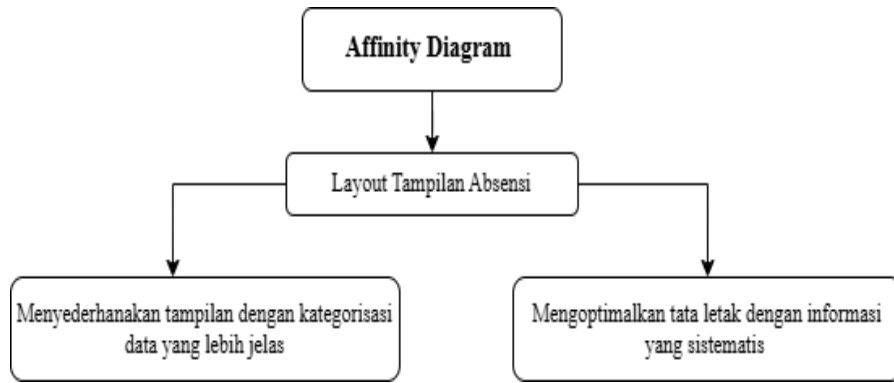 Affinity Diagram
Layout Tampilan Absensi
Menyederhanakan tampilan dengan kategorisasi
data yang lebih jelas
Mengoptimalkan tata letak dengan informasi
yang sistematis